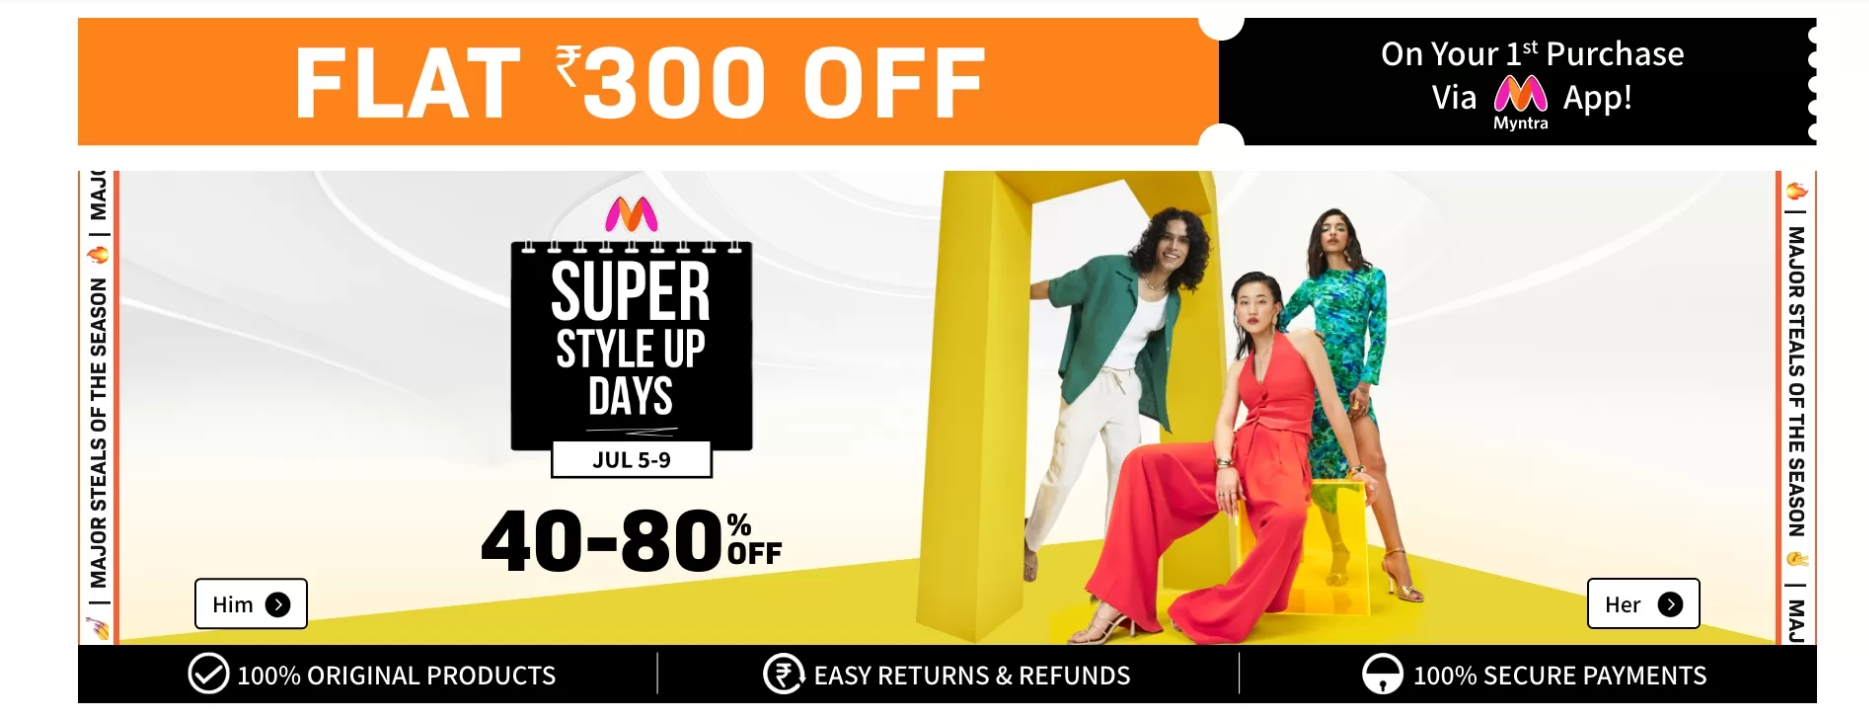 FLAT ₹300 OFF
On Your 1st Purchase
Via Myntra App!
SUPER
STYLE UP
DAYS
JUL 5-9
40-80% OFF
Him
Her
| MAJOR STEALS OF THE SEASON 🔥 | MAJO
🔥 | MAJOR STEALS OF THE SEASON ✌ | MAJ
100% ORIGINAL PRODUCTS
EASY RETURNS & REFUNDS
100% SECURE PAYMENTS